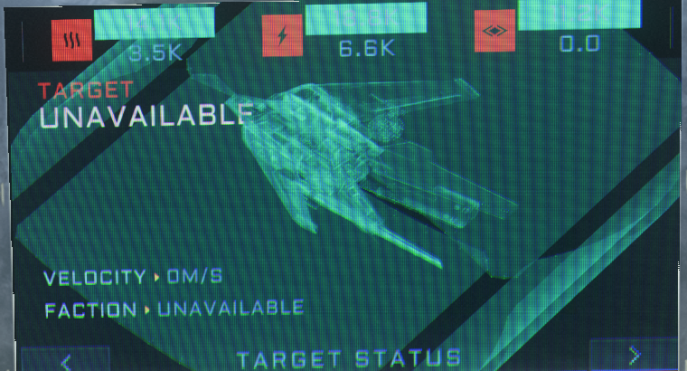 3.5K
6.6K
0.0
TARGET
UNAVAILABLE
VELOCITY ▸ 0M/S
FACTION ▸ UNAVAILABLE
< TARGET STATUS >